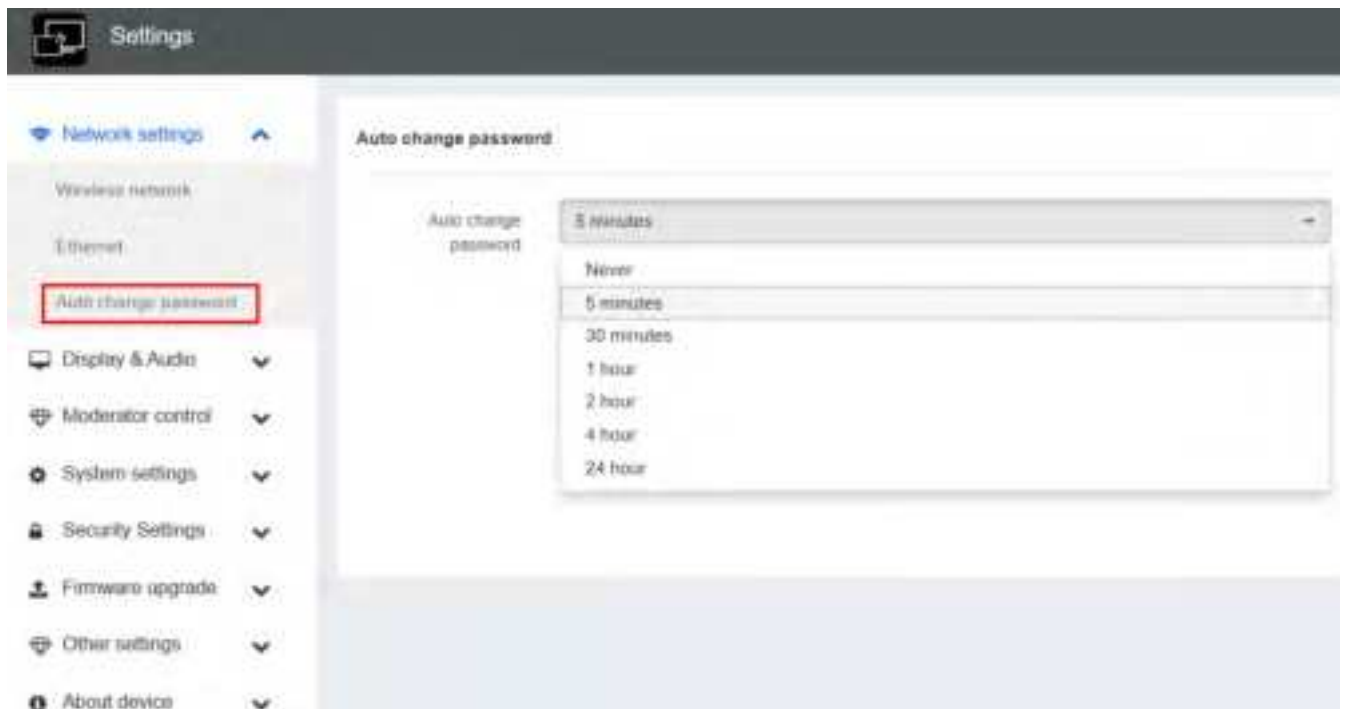 Settings
Network settings
Wireless network
Ethernet
Auto change password
Display & Audio
Moderator control
System settings
Security Settings
Firmware upgrade
Other settings
About device
Auto change password
Auto change
password
5 minutes
Never
5 minutes
30 minutes
1 hour
2 hour
4 hour
24 hour